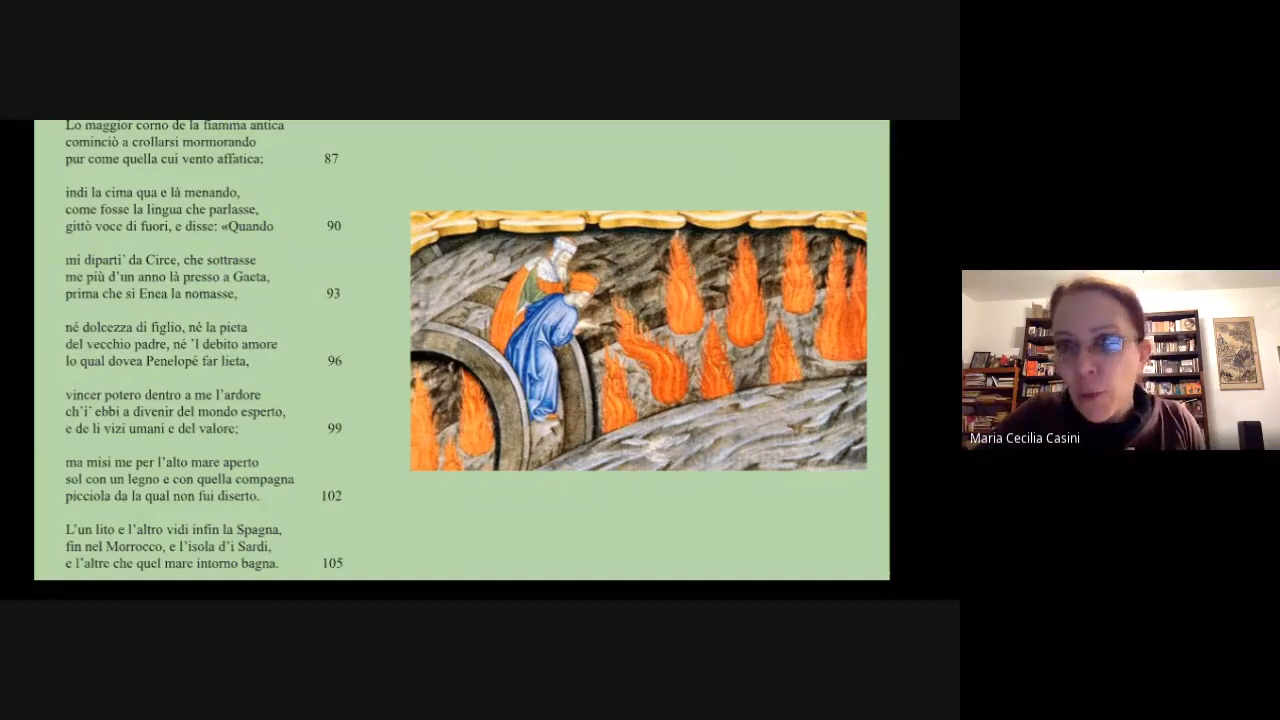 Lo maggior corno de la fiamma antica
cominciò a crollarsi mormorando
pur come quella cui vento affatica; 87
indi la cima qua e là menando,
come fosse la lingua che parlasse,
gittò voce di fuori, e disse: «Quando 90
mi diparti’ da Circe, che sottrasse
me più d’un anno là presso a Gaeta,
prima che sì Enea la nomasse, 93
né dolcezza di figlio, né la pieta
del vecchio padre, né ’l debito amore
lo qual dovea Penelopé far lieta, 96
vincer potero dentro a me l’ardore
ch’i’ ebbi a divenir del mondo esperto,
e de li vizi umani e del valore; 99
ma misi me per l’alto mare aperto
sol con un legno e con quella compagna
picciola da la qual non fui diserto. 102
L’un lito e l’altro vidi infin la Spagna,
fin nel Morrocco, e l’isola d’i Sardi,
e l’altre che quel mare intorno bagna. 105
Maria Cecilia Casini